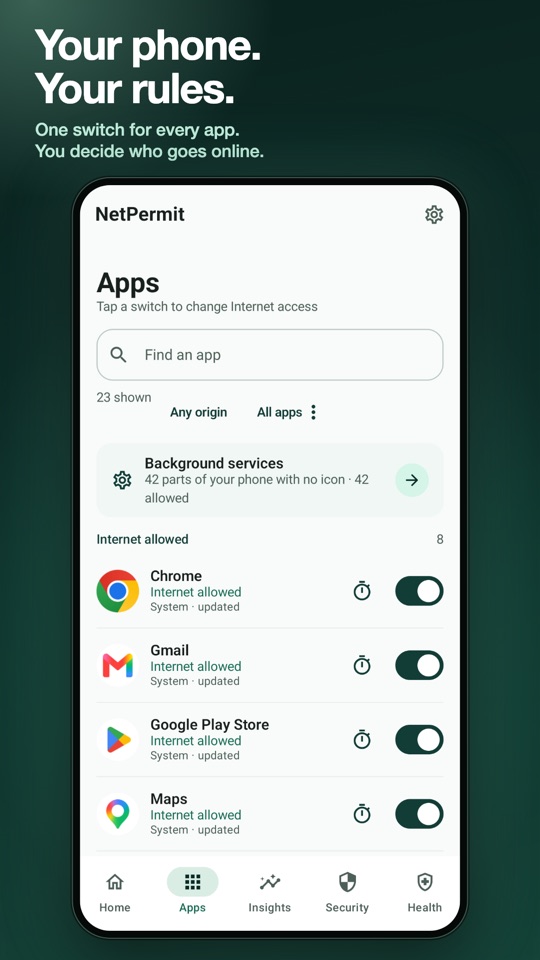 Your phone.
Your rules.
One switch for every app.
You decide who goes online.
NetPermit
Apps
Tap a switch to change Internet access
Find an app
23 shown
Any origin
All apps
Background services
42 parts of your phone with no icon · 42
allowed
Internet allowed
8
Chrome
Internet allowed
System · updated
Gmail
Internet allowed
System · updated
Google Play Store
Internet allowed
System · updated
Maps
Internet allowed
System · updated
Home
Apps
Insights
Security
Health